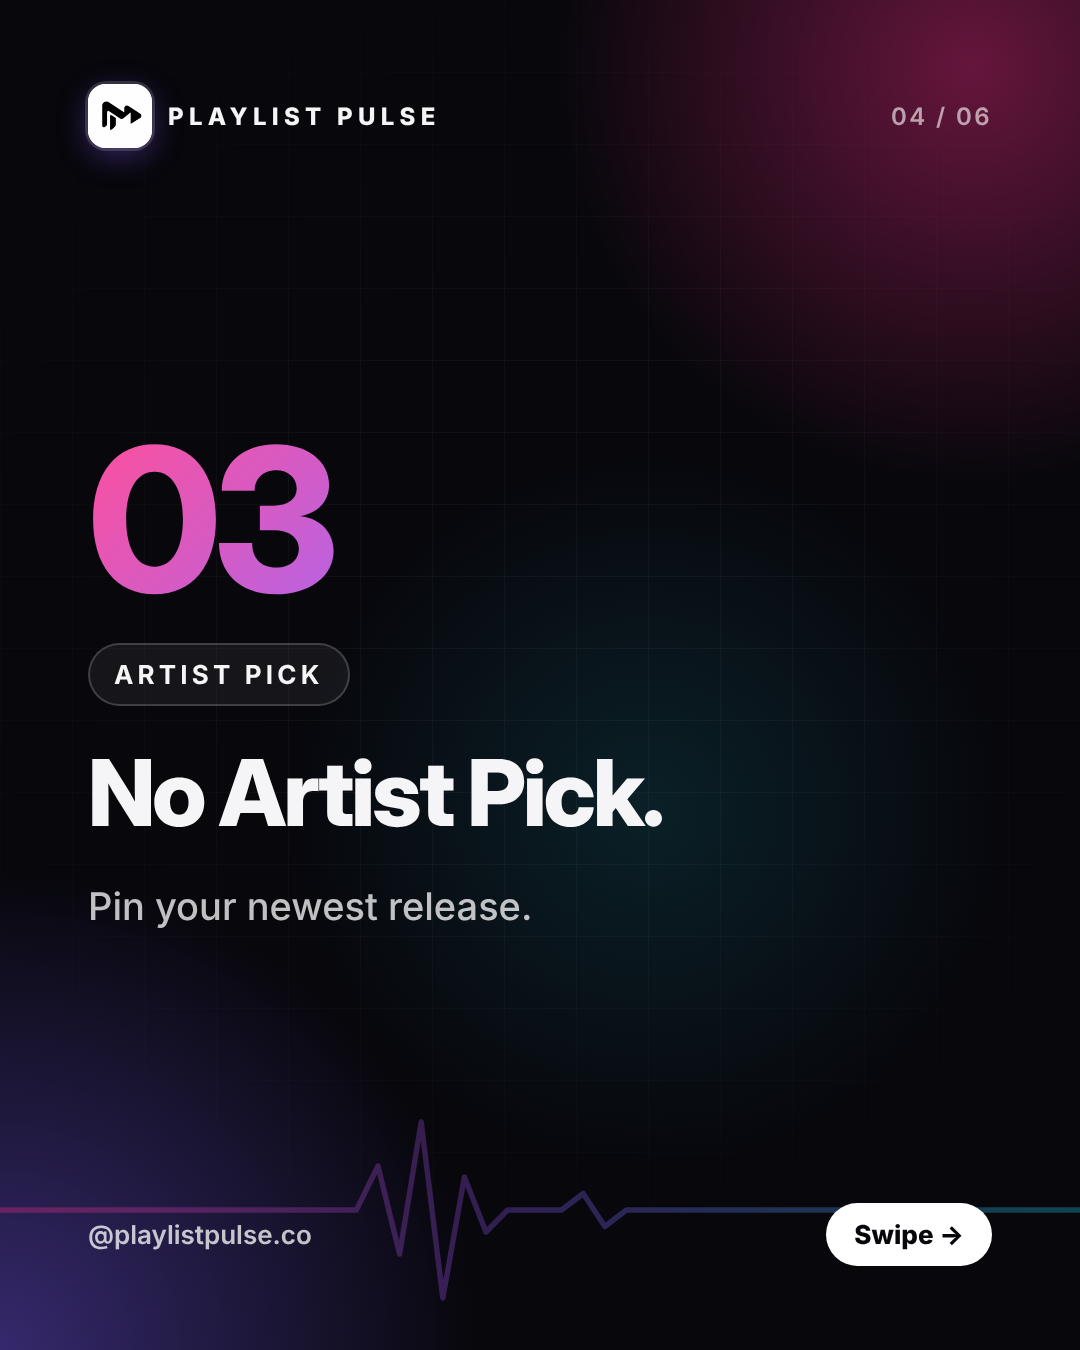 PLAYLIST PULSE
04 / 06
03
ARTIST PICK
No Artist Pick.
Pin your newest release.
@playlistpulse.co
Swipe →